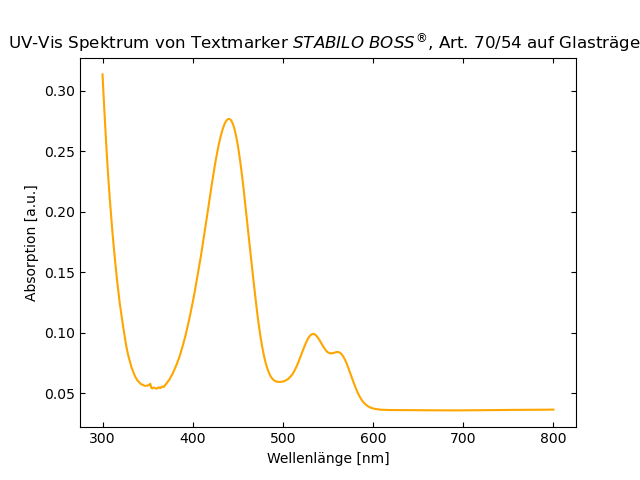 UV-Vis Spektrum von Textmarker STABILO BOSS®, Art. 70/54 auf Glasträge
Absorption [a.u.]
0.30
0.25
0.20
0.15
0.10
0.05
300 400 500 600 700 800
Wellenlänge [nm]